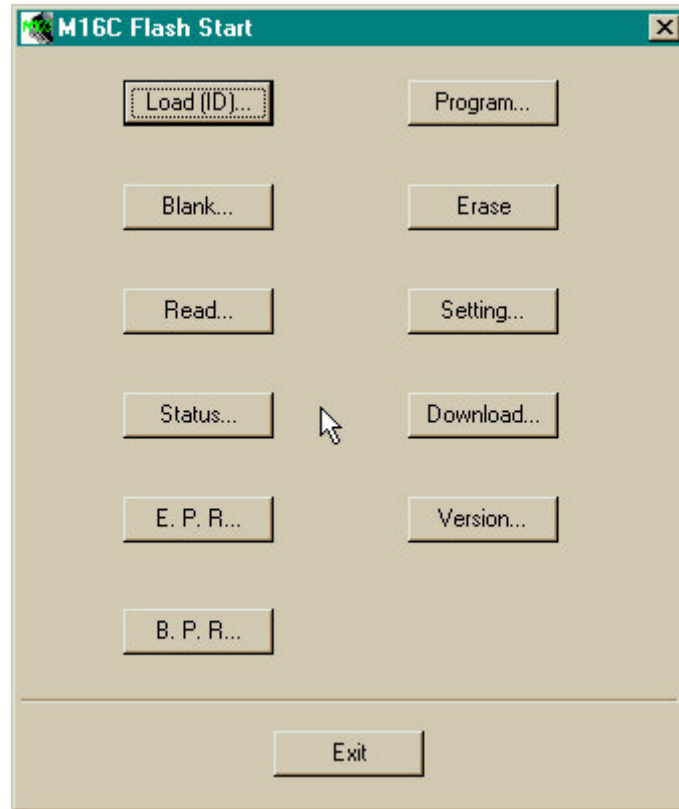 M16C Flash Start
Load (ID)...
Program...
Blank...
Erase
Read...
Setting...
Status...
Download...
E. P. R...
Version...
B. P. R...
Exit